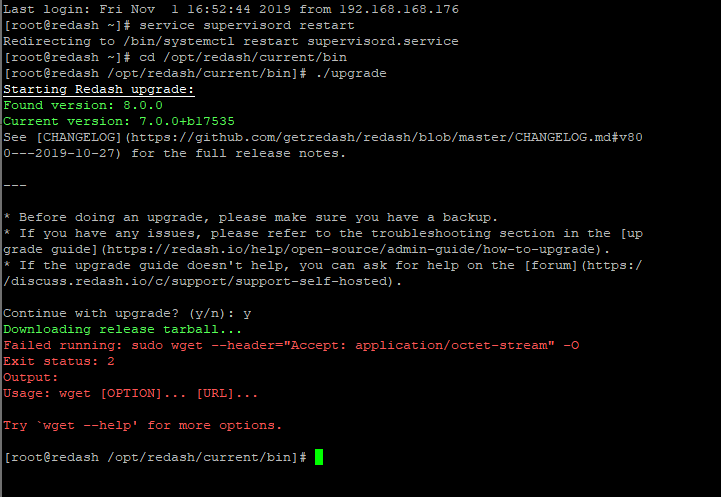 Last login: Fri Nov  1 16:52:44 2019 from 192.168.168.176
[root@redash ~]# service supervisord restart
Redirecting to /bin/systemctl restart supervisord.service
[root@redash ~]# cd /opt/redash/current/bin
[root@redash /opt/redash/current/bin]# ./upgrade
Starting Redash upgrade:
Found version: 8.0.0
Current version: 7.0.0+b17535
See [CHANGELOG](https://github.com/getredash/redash/blob/master/CHANGELOG.md#v80
0---2019-10-27) for the full release notes.
---
* Before doing an upgrade, please make sure you have a backup.
* If you have any issues, please refer to the troubleshooting section in the [up
grade guide](https://redash.io/help/open-source/admin-guide/how-to-upgrade).
* If the upgrade guide doesn't help, you can ask for help on the [forum](https:/
/discuss.redash.io/c/support/support-self-hosted).
Continue with upgrade? (y/n): y
Downloading release tarball...
Failed running: sudo wget --header="Accept: application/octet-stream" -O
Exit status: 2
Output:
Usage: wget [OPTION]... [URL]...
Try `wget --help' for more options.
[root@redash /opt/redash/current/bin]#